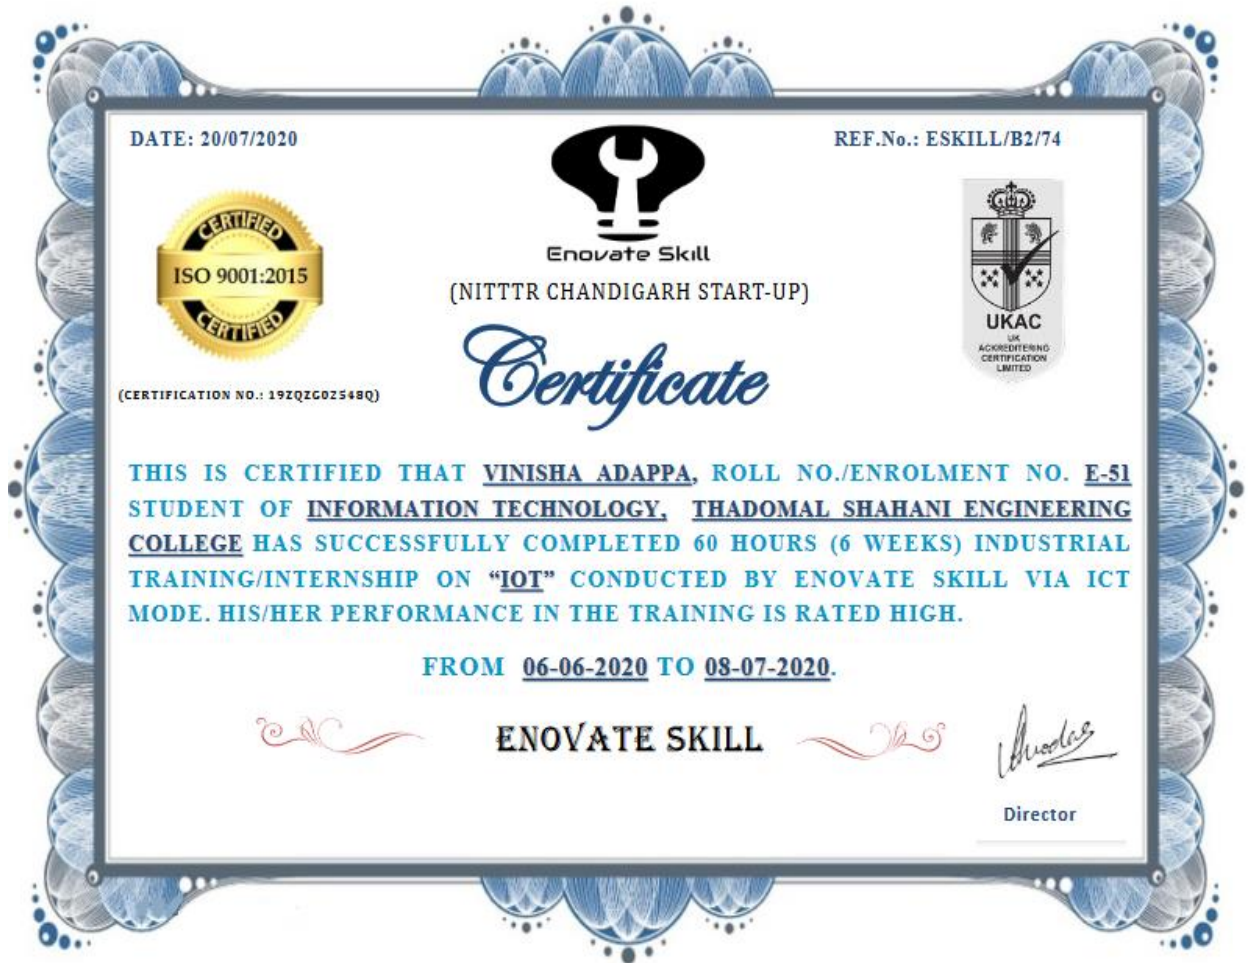 DATE: 20/07/2020
REF.No.: ESKILL/B2/74
CERTIFIED
ISO 9001:2015
CERTIFIED
Enovate Skill
(NITTTR CHANDIGARH START-UP)
UKAC
UK
ACKREDITERING
CERTIFICATION
LIMITED
(CERTIFICATION NO.: 19ZQZG0Z548Q)
Certificate
THIS IS CERTIFIED THAT VINISHA ADAPPA, ROLL NO./ENROLMENT NO. E-51
STUDENT OF INFORMATION TECHNOLOGY, THADOMAL SHAHANI ENGINEERING
COLLEGE HAS SUCCESSFULLY COMPLETED 60 HOURS (6 WEEKS) INDUSTRIAL
TRAINING/INTERNSHIP ON “IOT” CONDUCTED BY ENOVATE SKILL VIA ICT
MODE. HIS/HER PERFORMANCE IN THE TRAINING IS RATED HIGH.
FROM 06-06-2020 TO 08-07-2020.
ENOVATE SKILL
Director